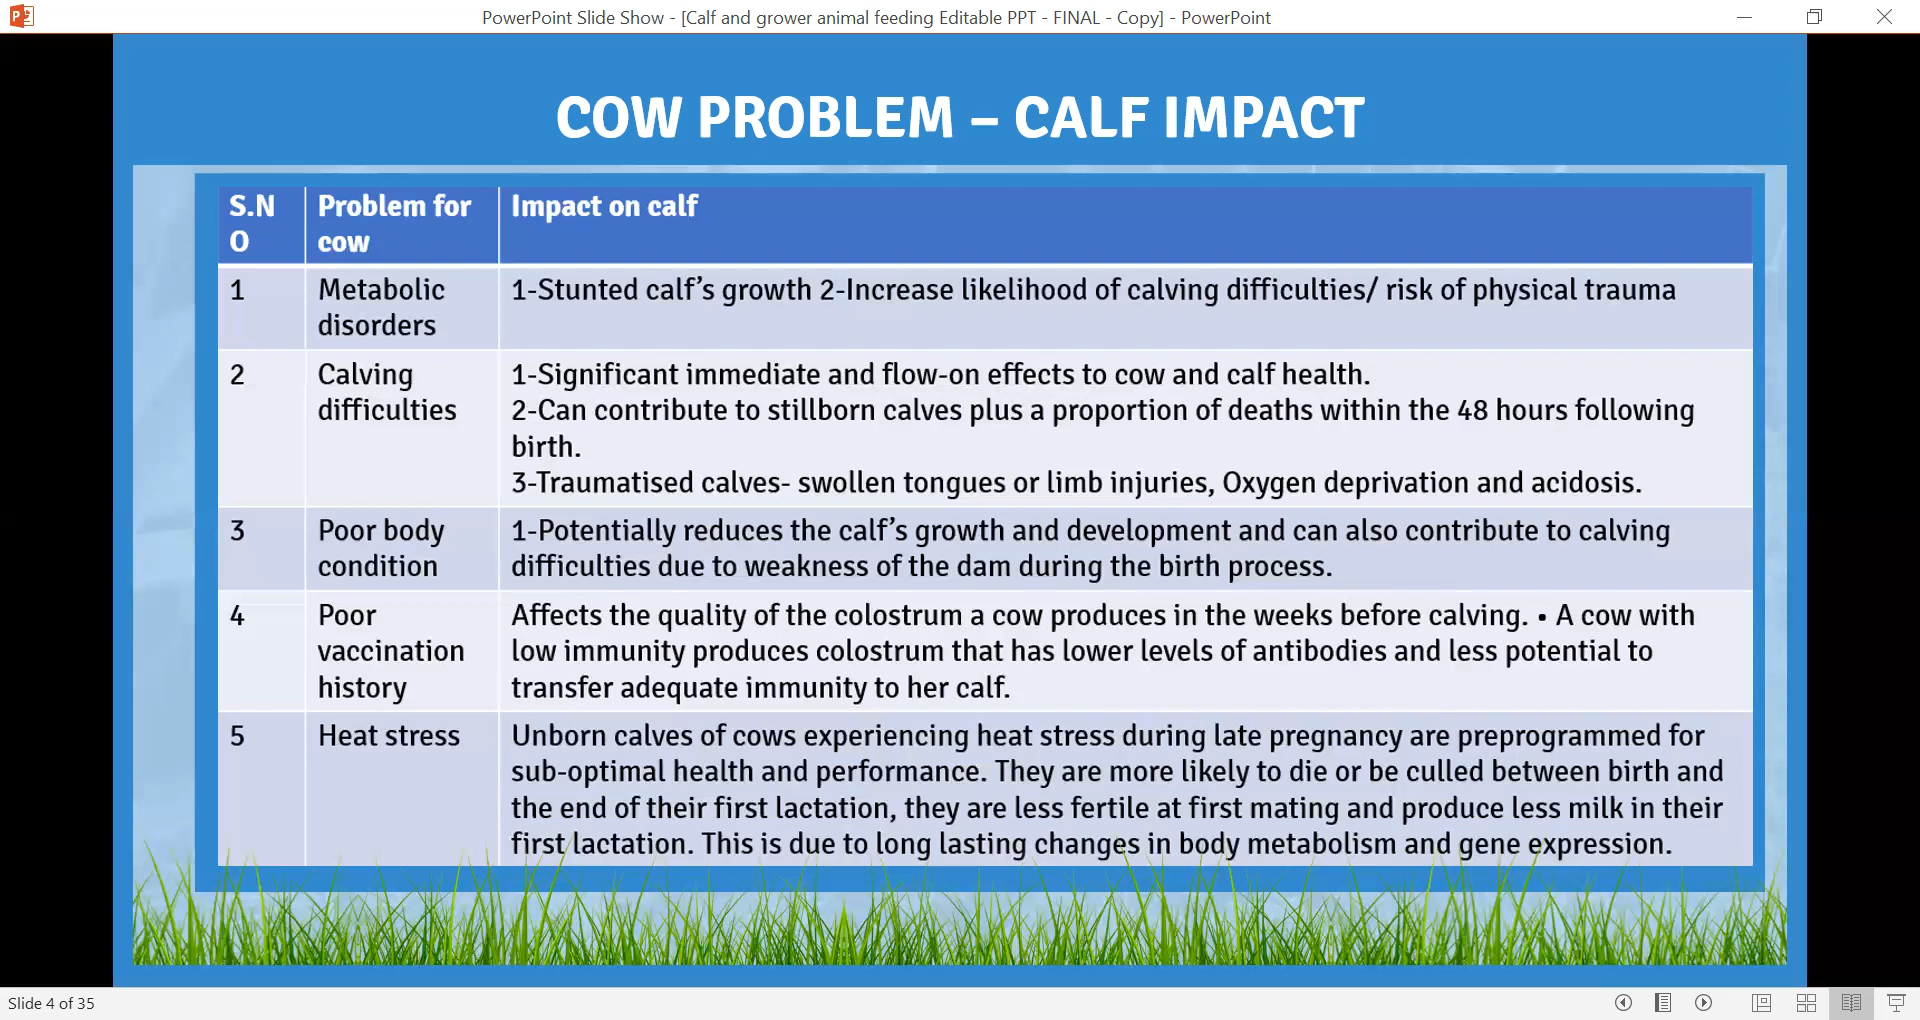 PowerPoint Slide Show - [Calf and grower animal feeding Editable PPT - FINAL - Copy] - PowerPoint
COW PROBLEM – CALF IMPACT
S.N
O
Problem for
cow
Impact on calf
1
Metabolic
disorders
1-Stunted calf’s growth 2-Increase likelihood of calving difficulties/ risk of physical trauma
2
Calving
difficulties
1-Significant immediate and flow-on effects to cow and calf health.
2-Can contribute to stillborn calves plus a proportion of deaths within the 48 hours following
birth.
3-Traumatised calves- swollen tongues or limb injuries, Oxygen deprivation and acidosis.
3
Poor body
condition
1-Potentially reduces the calf’s growth and development and can also contribute to calving
difficulties due to weakness of the dam during the birth process.
4
Poor
vaccination
history
Affects the quality of the colostrum a cow produces in the weeks before calving. • A cow with
low immunity produces colostrum that has lower levels of antibodies and less potential to
transfer adequate immunity to her calf.
5
Heat stress
Unborn calves of cows experiencing heat stress during late pregnancy are preprogrammed for
sub-optimal health and performance. They are more likely to die or be culled between birth and
the end of their first lactation, they are less fertile at first mating and produce less milk in their
first lactation. This is due to long lasting changes in body metabolism and gene expression.
Slide 4 of 35